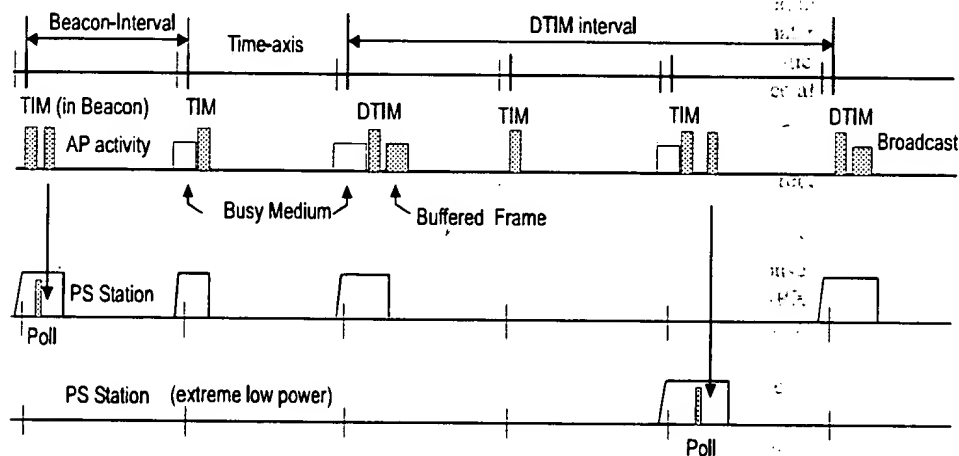 Beacon-Interval
DTIM interval
Time-axis
TIM (in Beacon)
TIM
DTIM
TIM
TIM
DTIM
AP activity
Broadcast
Busy Medium
Buffered Frame
PS Station
Poll
PS Station (extreme low power)
Poll